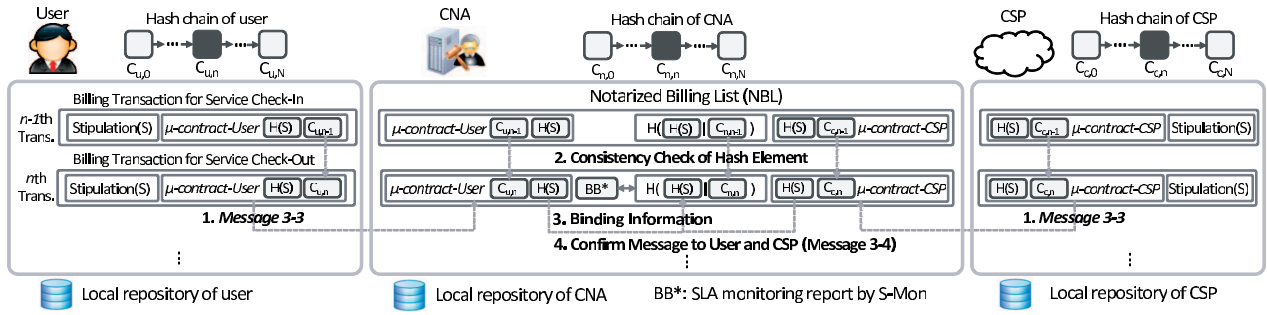 User
Hash chain of user
Cu,0 Cu,n Cu,N
CNA
Hash chain of CNA
Cn,0 Cn,n Cn,N
CSP
Hash chain of CSP
Cc,0 Cc,n Cc,N
Billing Transaction for Service Check-In
n-1th
Trans.
Stipulation(S) μ-contract-User H(S) Cu,n-1
Billing Transaction for Service Check-Out
nth
Trans.
Stipulation(S) μ-contract-User H(S) Cu,n
1. Message 3-3
⋮
Local repository of user
Notarized Billing List (NBL)
μ-contract-User Cu,n-1 H(S) H( H(S) | Cn,n-1 ) H(S) Cc,n-1 μ-contract-CSP
2. Consistency Check of Hash Element
μ-contract-User Cu,n H(S) BB* H( H(S) | Cn,n ) H(S) Cc,n μ-contract-CSP
3. Binding Information
4. Confirm Message to User and CSP (Message 3-4)
⋮
Local repository of CNA
BB*: SLA monitoring report by S-Mon
H(S) Cc,n-1 μ-contract-CSP Stipulation(S)
H(S) Cc,n μ-contract-CSP Stipulation(S)
1. Message 3-3
⋮
Local repository of CSP